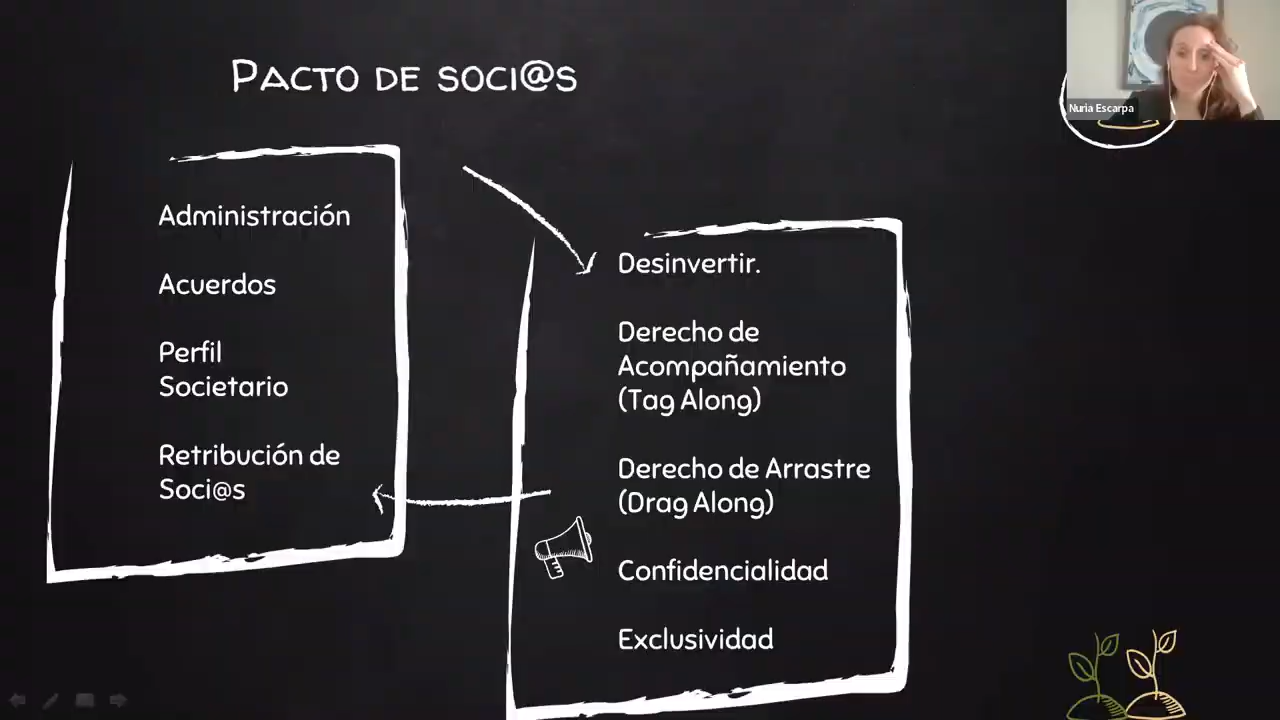 Pacto de soci@s
Nuria Escarpa
Administración
Acuerdos
Perfil
Societario
Retribución de
Soci@s
Desinvertir.
Derecho de
Acompañamiento
(Tag Along)
Derecho de Arrastre
(Drag Along)
Confidencialidad
Exclusividad